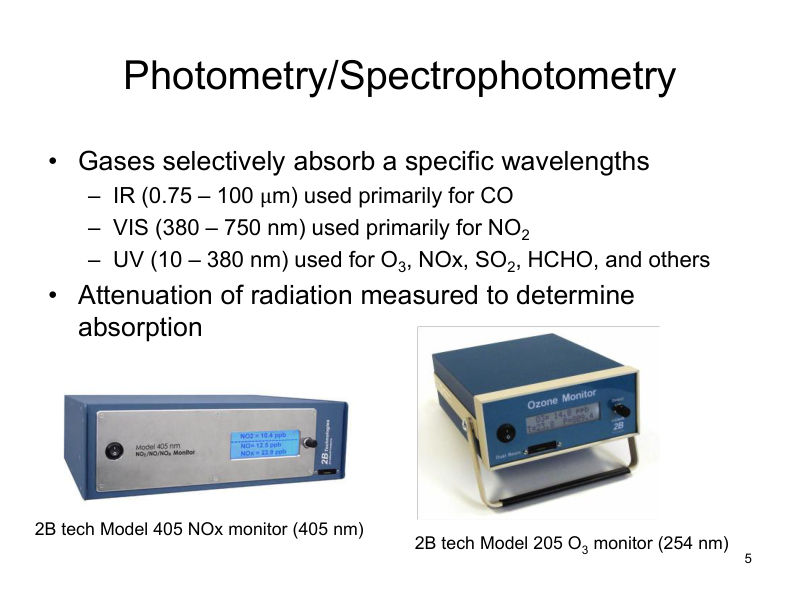 Photometry/Spectrophotometry
• Gases selectively absorb a specific wavelengths
– IR (0.75 – 100 μm) used primarily for CO
– VIS (380 – 750 nm) used primarily for NO2
– UV (10 – 380 nm) used for O3, NOx, SO2, HCHO, and others
• Attenuation of radiation measured to determine
absorption
Model 405 nm
NO2/NO/NOx Monitor
NO2 = 10.4 ppb
NO= 12.5 ppb
NOx = 22.9 ppb
2B Technologies
Ozone Monitor
Dual Beam
2B
2B tech Model 405 NOx monitor (405 nm)
2B tech Model 205 O3 monitor (254 nm)
5